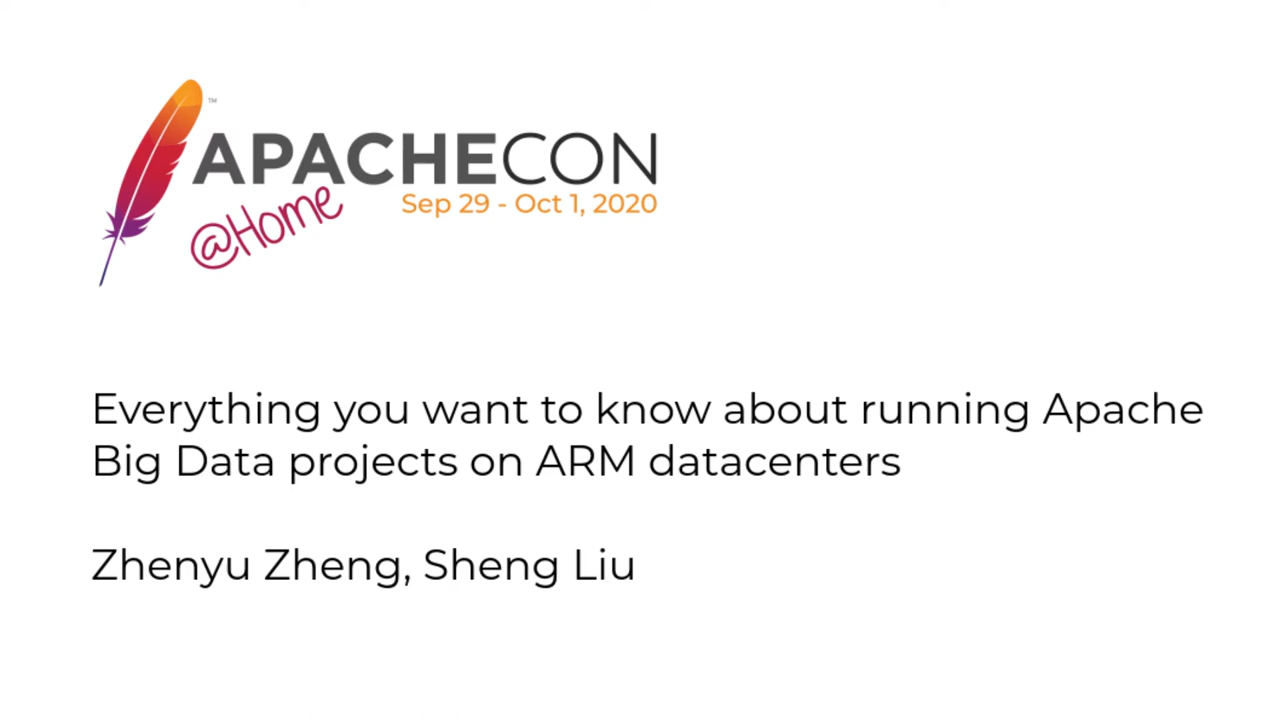 ™
APACHECON
@Home
Sep 29 - Oct 1, 2020
Everything you want to know about running Apache
Big Data projects on ARM datacenters
Zhenyu Zheng, Sheng Liu